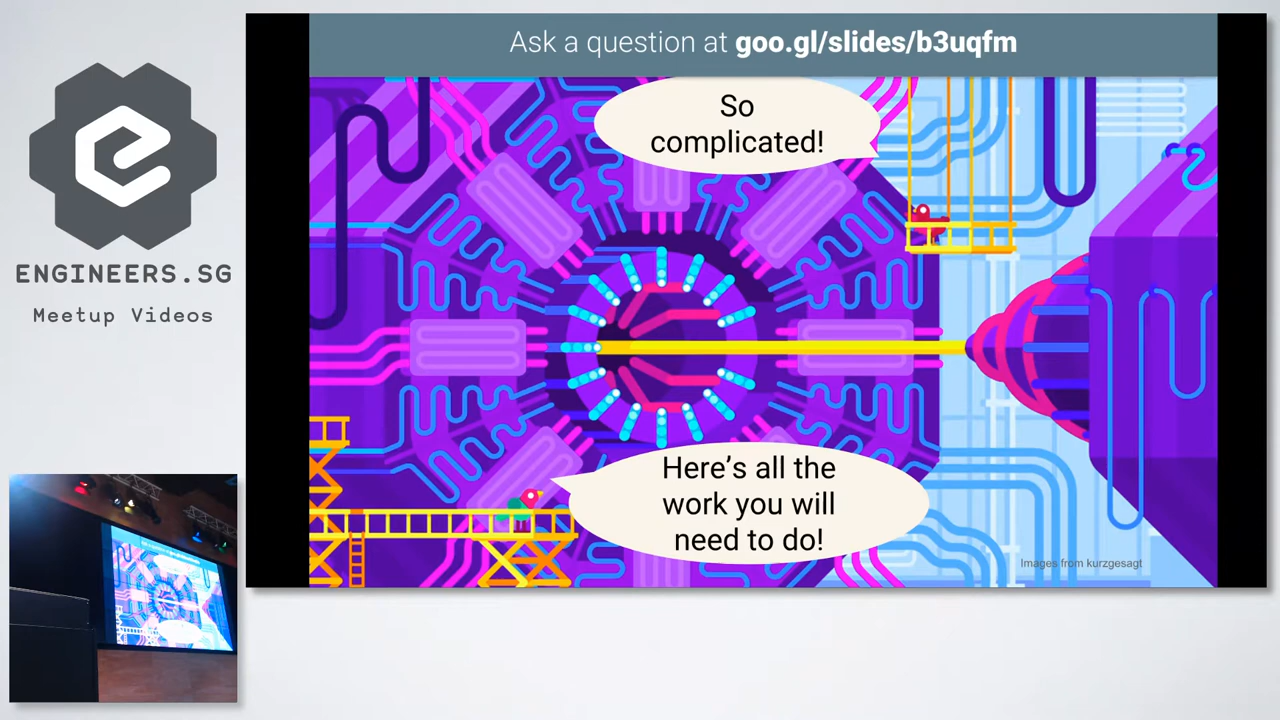 Ask a question at goo.gl/slides/b3uqfm
So
complicated!
ENGINEERS.SG
Meetup Videos
Here’s all the
work you will
need to do!
Images from kurzgesagt